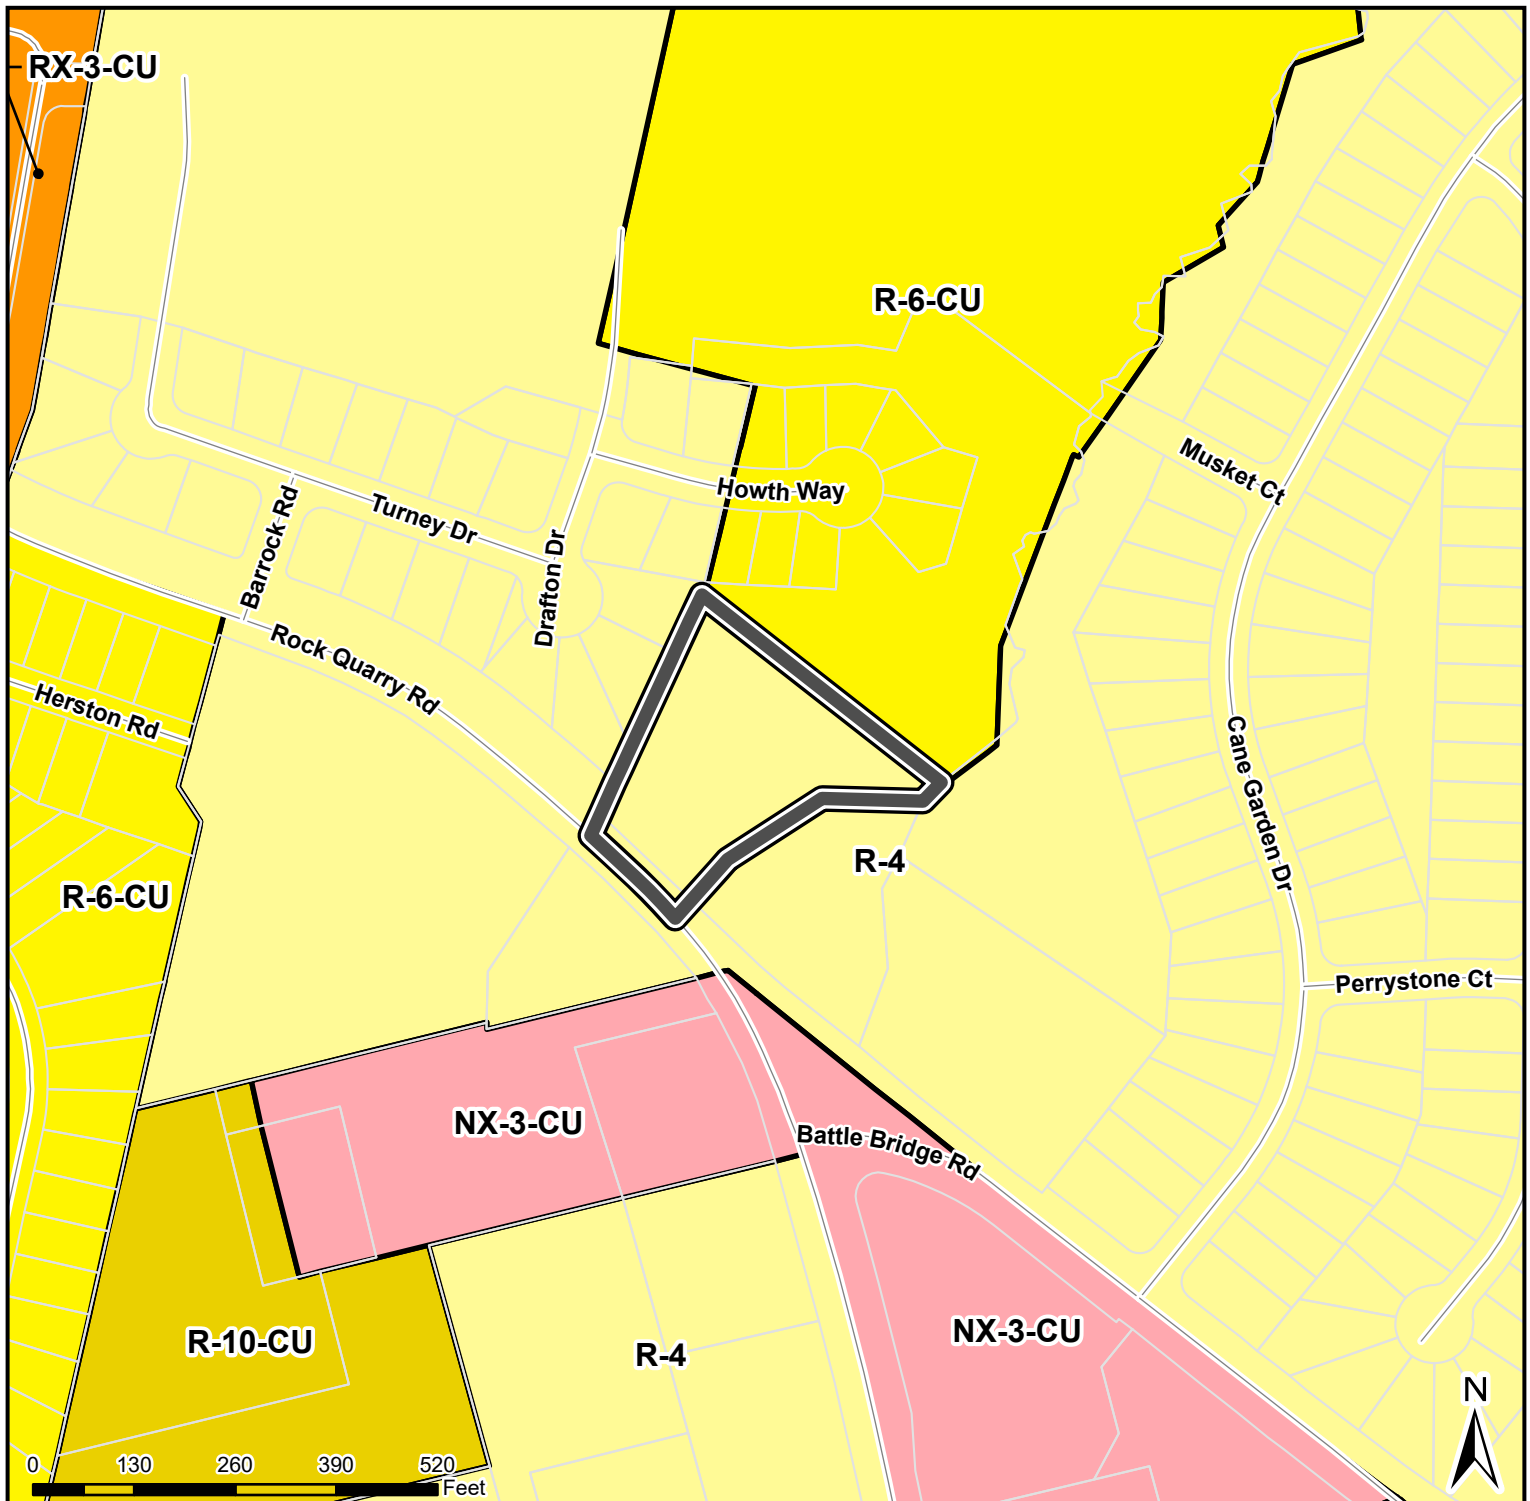 RX-3-CU
R-6-CU
Musket Ct
Howth Way
Turney Dr
Barrock Rd
Drafton Dr
Rock Quarry Rd
Herston Rd
Cane Garden Dr
R-4
R-6-CU
Perrystone Ct
NX-3-CU
Battle Bridge Rd
R-10-CU
R-4
NX-3-CU
N
0 130 260 390 520
Feet